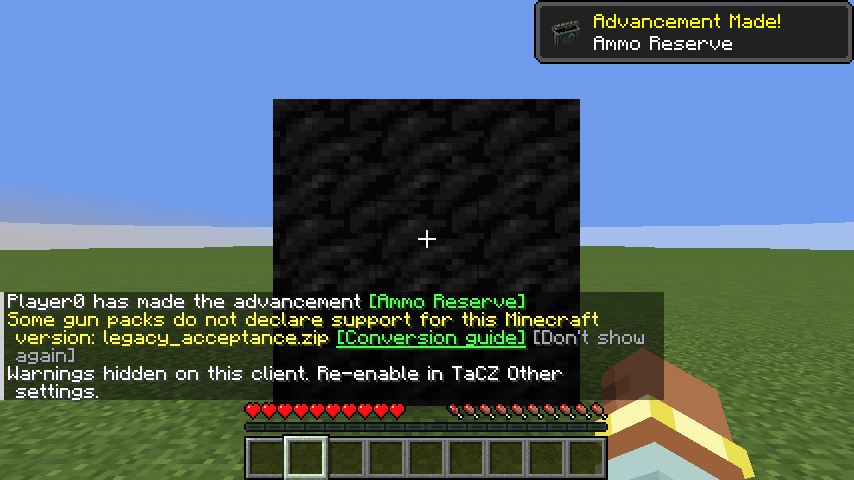 Advancement Made!
Ammo Reserve
Player0 has made the advancement [Ammo Reserve]
Some gun packs do not declare support for this Minecraft
version: legacy_acceptance.zip [Conversion guide] [Don't show
again]
Warnings hidden on this client. Re-enable in TaCZ Other
settings.